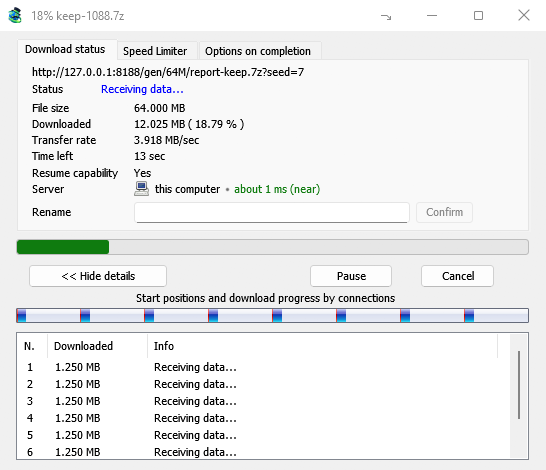 18% keep-1088.7z
Download status Speed Limiter Options on completion
http://127.0.0.1:8188/gen/64M/report-keep.7z?seed=7
Status Receiving data...
File size 64.000 MB
Downloaded 12.025 MB ( 18.79 % )
Transfer rate 3.918 MB/sec
Time left 13 sec
Resume capability Yes
Server this computer • about 1 ms (near)
Rename Confirm
<< Hide details Pause Cancel
Start positions and download progress by connections
N. Downloaded Info
1 1.250 MB Receiving data...
2 1.250 MB Receiving data...
3 1.250 MB Receiving data...
4 1.250 MB Receiving data...
5 1.250 MB Receiving data...
6 1.250 MB Receiving data...